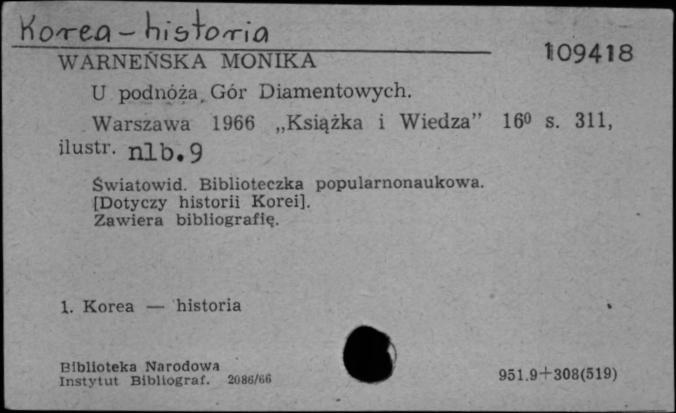 Korea - historia
109418
WARNEŃSKA MONIKA
U podnóża Gór Diamentowych.
Warszawa 1966 „Książka i Wiedza” 16⁰ s. 311,
ilustr. nlb. 9
Światowid. Biblioteczka popularnonaukowa.
[Dotyczy historii Korei].
Zawiera bibliografię.
1. Korea — historia
Biblioteka Narodowa
Instytut Bibliograf. 2086/66
951.9+308(519)